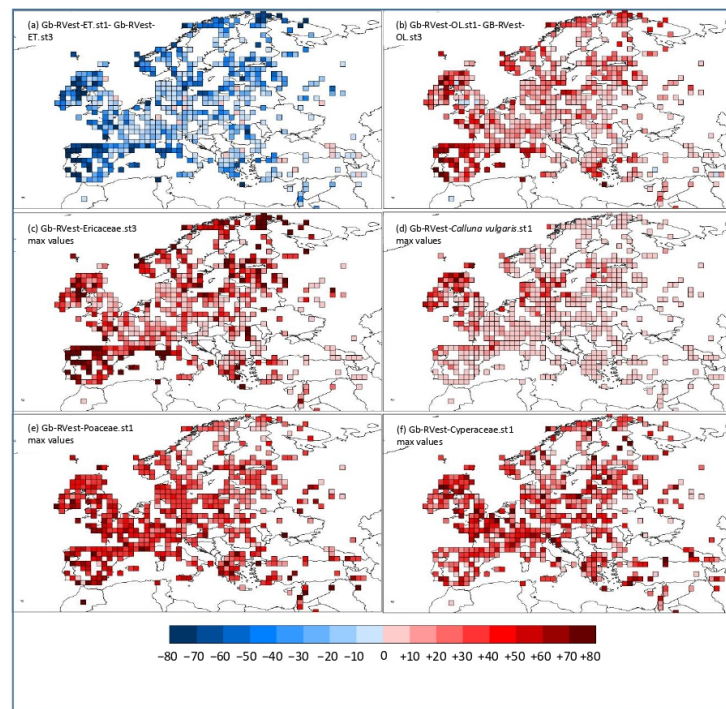 (a) Gb-RVest-ET.st1- Gb-RVest-
ET.st3
(b) Gb-RVest-OL.st1- GB-RVest-
OL.st3
(c) Gb-RVest-Ericaceae.st3
max values
(d) Gb-RVest-Calluna vulgaris.st1
max values
(e) Gb-RVest-Poaceae.st1
max values
(f) Gb-RVest-Cyperaceae.st1
max values
−80 −70 −60 −50 −40 −30 −20 −10 0 +10 +20 +30 +40 +50 +60 +70 +80